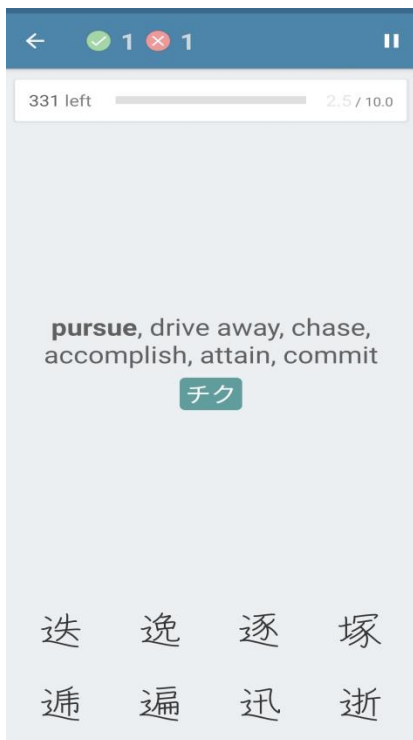 1 1
331 left 2.5 / 10.0
pursue, drive away, chase,
accomplish, attain, commit
チク
迭 逸 逐 塚
逓 遍 迅 逝